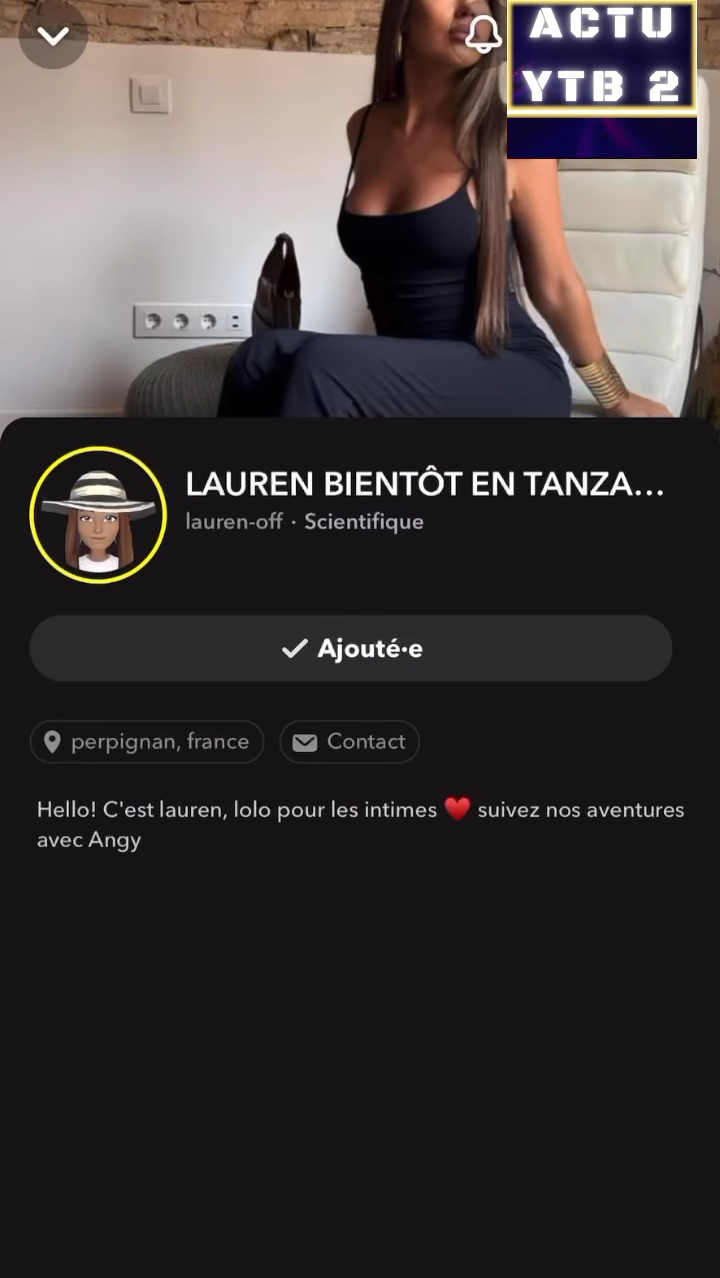 ACTU
YTB 2
LAUREN BIENTÔT EN TANZA...
lauren-off · Scientifique
Ajouté·e
perpignan, france
Contact
Hello! C'est lauren, lolo pour les intimes ❤️ suivez nos aventures
avec Angy